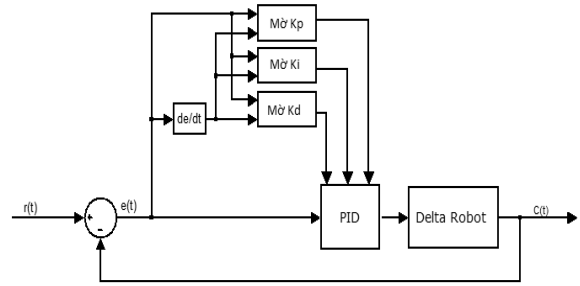 Mờ Kp
Mờ Ki
Mờ Kd
de/dt
r(t)
+
-
e(t)
PID
Delta Robot
C(t)